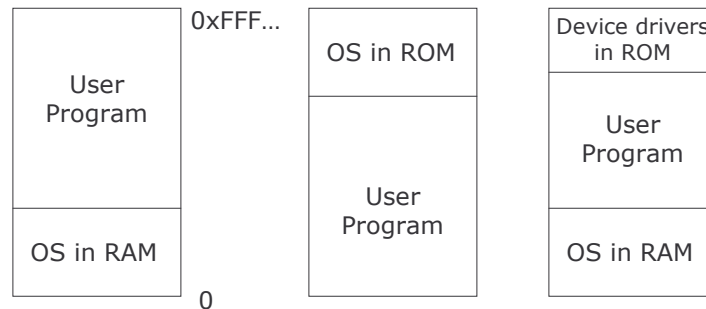 User
Program
OS in RAM
0xFFF...
0
OS in ROM
User
Program
Device drivers
in ROM
User
Program
OS in RAM